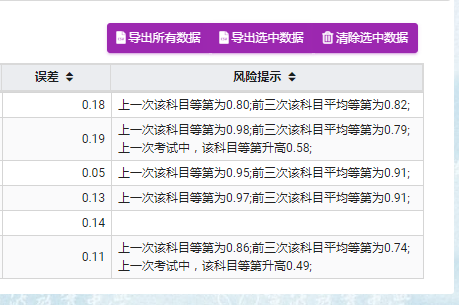 导出所有数据 导出选中数据 清除选中数据
误差 风险提示
0.18 上一次该科目等第为0.80;前三次该科目平均等第为0.82;
0.19 上一次该科目等第为0.98;前三次该科目平均等第为0.79;
上一次考试中，该科目等第升高0.58;
0.05 上一次该科目等第为0.95;前三次该科目平均等第为0.91;
0.13 上一次该科目等第为0.97;前三次该科目平均等第为0.91;
0.14
0.11 上一次该科目等第为0.86;前三次该科目平均等第为0.74;
上一次考试中，该科目等第升高0.49;